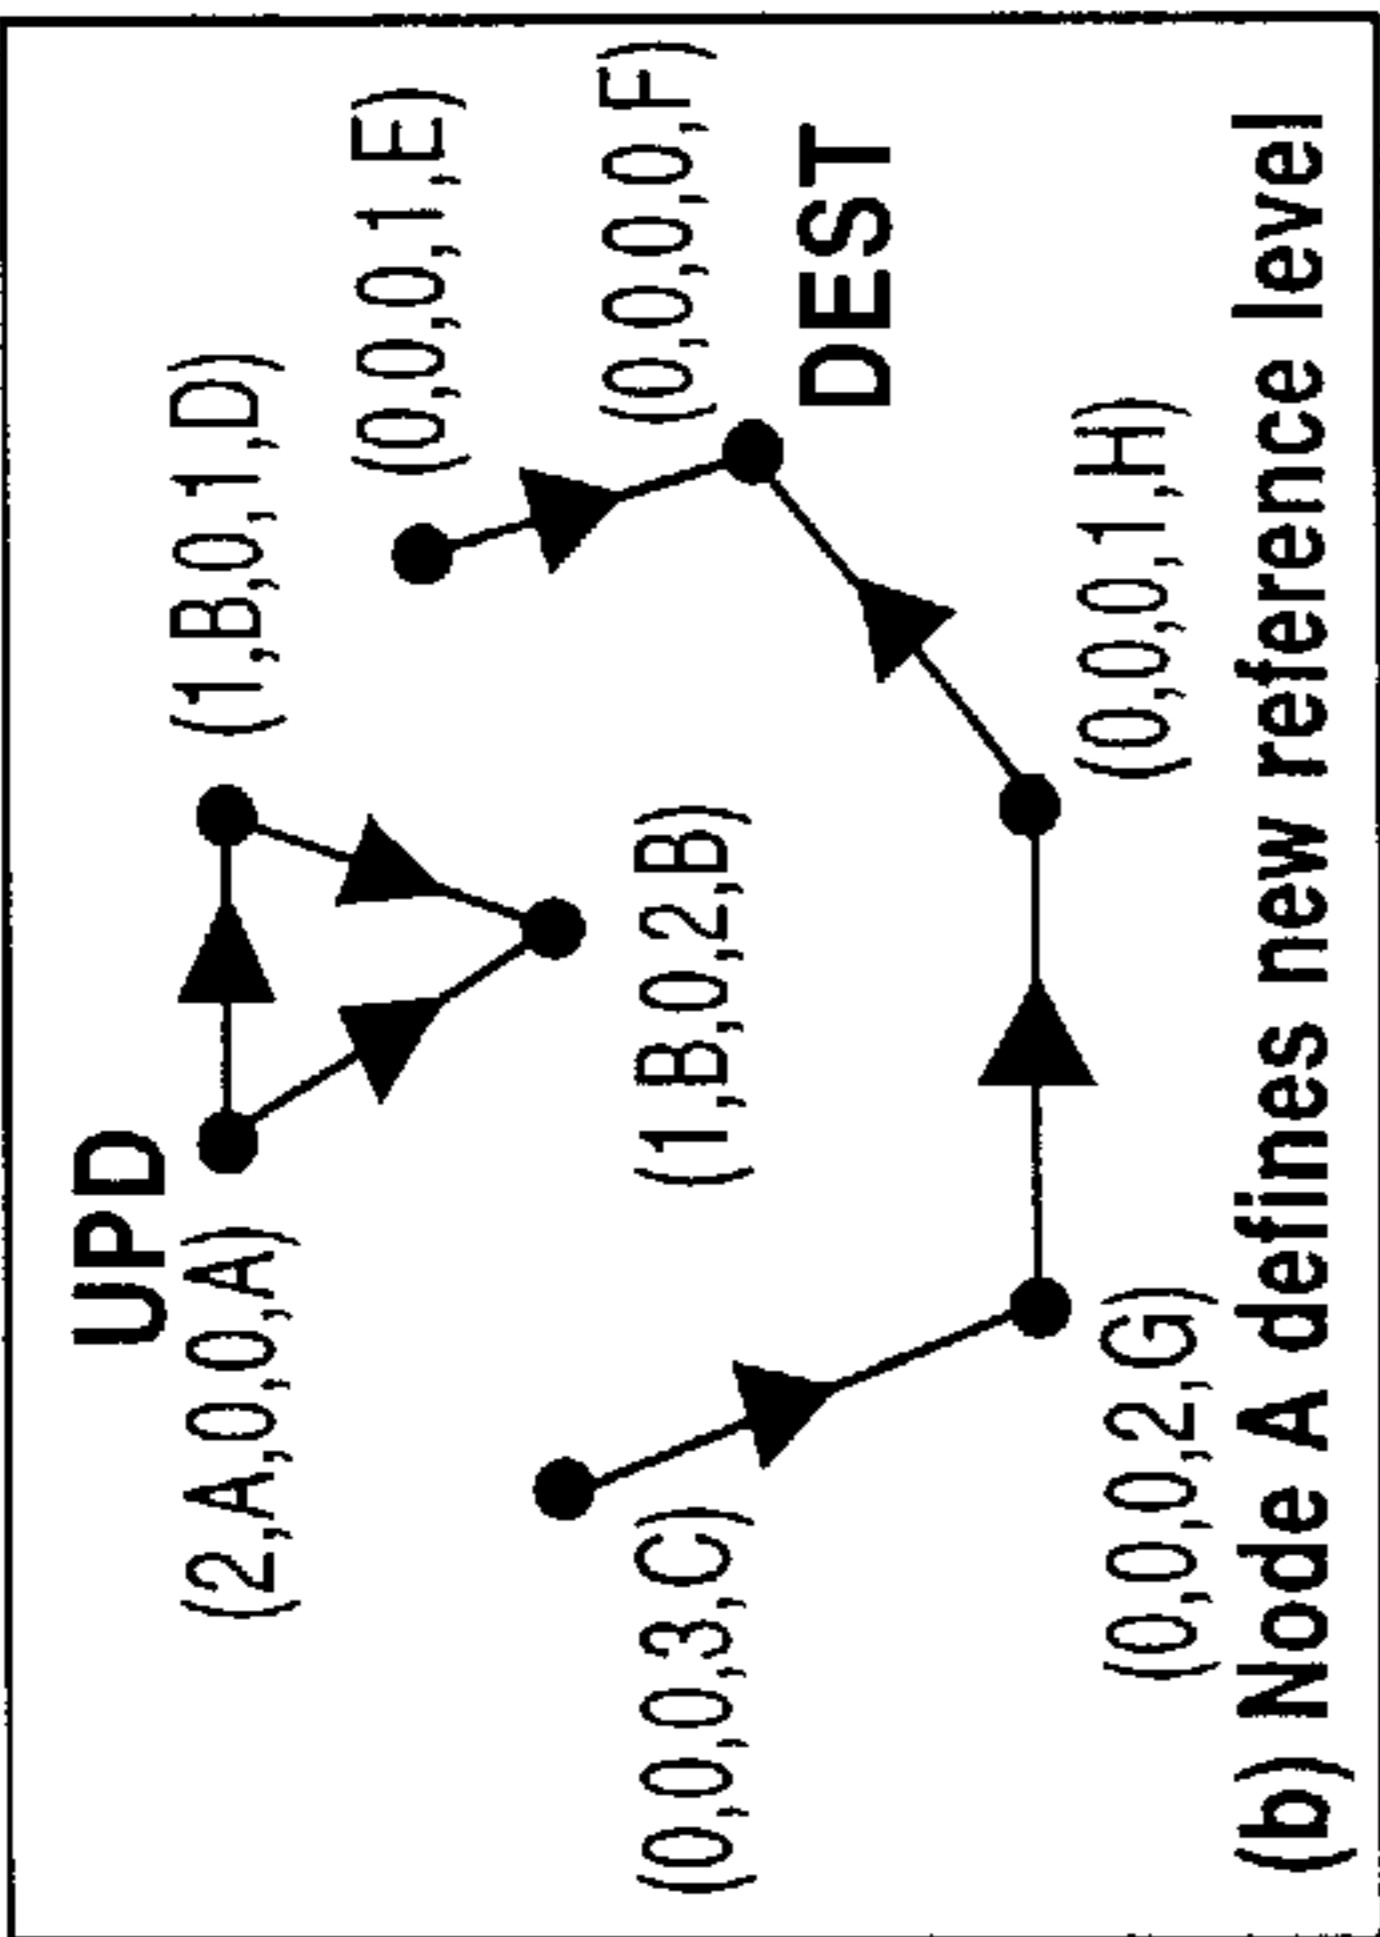 UPD
(2,A,0,0,A)
(1,B,0,1,D)
(0,0,0,1,E)
(0,0,0,3,C)
(1,B,0,2,B)
(0,0,0,0,F)
DEST
(0,0,0,2,G)
(0,0,0,1,H)
(b) Node A defines new reference level